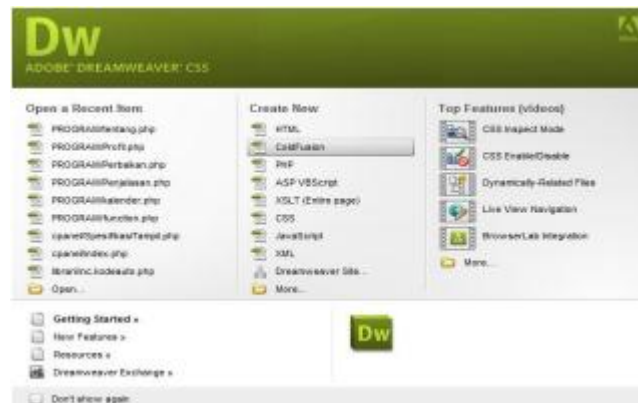 Dw
ADOBE® DREAMWEAVER® CS5
Open a Recent Item
PROGRAM/tentang.php
PROGRAM/Profil.php
PROGRAM/Perbaikan.php
PROGRAM/Penjelasan.php
PROGRAM/kalender.php
PROGRAM/function.php
cpanel/SpesifikasiTampil.php
cpanel/index.php
library/inc.kodeauto.php
Open...
Create New
HTML
ColdFusion
PHP
ASP VBScript
XSLT (Entire page)
CSS
JavaScript
XML
Dreamweaver Site...
More...
Top Features (videos)
CSS Inspect Mode
CSS Enable/Disable
Dynamically-Related Files
Live View Navigation
BrowserLab Integration
More...
Getting Started »
New Features »
Resources »
Dreamweaver Exchange »
Dw
Don't show again